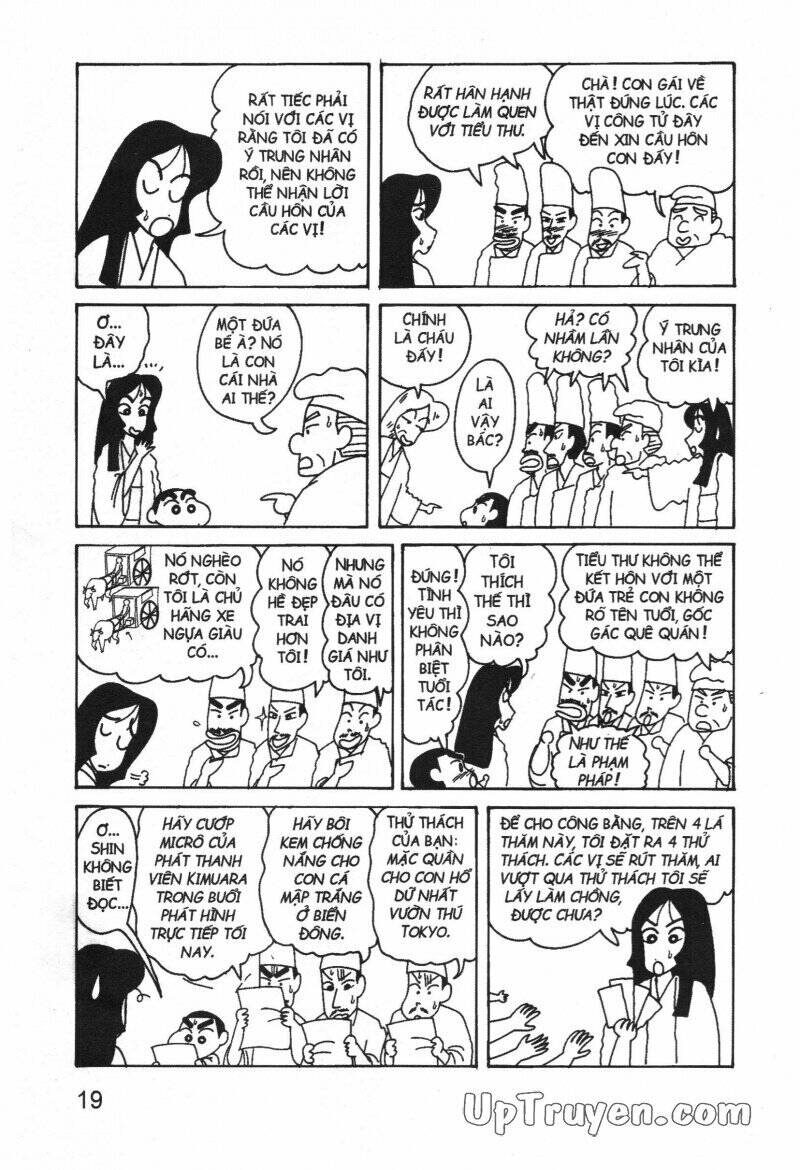 CHÀ! CON GÁI VỀ
THẬT ĐÚNG LÚC. CÁC
VỊ CÔNG TỬ ĐÂY
ĐẾN XIN CẦU HÔN
CON ĐẤY!
RẤT HÂN HẠNH
ĐƯỢC LÀM QUEN
VỚI TIỂU THƯ.
RẤT TIẾC PHẢI
NÓI VỚI CÁC VỊ
RẰNG TÔI ĐÃ CÓ
Ý TRUNG NHÂN
RỒI, NÊN KHÔNG
THỂ NHẬN LỜI
CẦU HÔN CỦA
CÁC VỊ!
Ý TRUNG
NHÂN CỦA
TÔI KÌA!
HẢ? CÓ
NHẦM LẪN
KHÔNG?
LÀ
AI
VẬY
BÁC?
CHÍNH
LÀ CHÁU
ĐẤY!
MỘT ĐỨA
BÉ À? NÓ
LÀ CON
CÁI NHÀ
AI THẾ?
Ơ...
ĐÂY
LÀ...
TIỂU THƯ KHÔNG THỂ
KẾT HÔN VỚI MỘT
ĐỨA TRẺ CON KHÔNG
RÕ TÊN TUỔI, GỐC
GÁC QUÊ QUÁN!
NHƯ THẾ
LÀ PHẠM
PHÁP!
TÔI
THÍCH
THẾ THÌ
SAO
NÀO?
ĐÚNG!
TÌNH
YÊU THÌ
KHÔNG
PHÂN
BIỆT
TUỔI
TÁC!
NHƯNG
MÀ NÓ
ĐÂU CÓ
ĐỊA VỊ
DANH
GIÁ NHƯ
TÔI.
NÓ
KHÔNG
HỀ ĐẸP
TRAI
HƠN
TÔI!
NÓ NGHÈO
RỚT, CÒN
TÔI LÀ CHỦ
HÃNG XE
NGỰA GIÀU
CÓ...
ĐỂ CHO CÔNG BẰNG, TRÊN 4 LÁ
THĂM NÀY, TÔI ĐẶT RA 4 THỬ
THÁCH. CÁC VỊ SẼ RÚT THĂM, AI
VƯỢT QUA THỬ THÁCH TÔI SẼ
LẤY LÀM CHỒNG,
ĐƯỢC CHƯA?
THỬ THÁCH
CỦA BẠN:
MẶC QUẦN
CHO CON HỔ
DỮ NHẤT
VƯỜN THÚ
TOKYO.
HÃY BÔI
KEM CHỐNG
NẮNG CHO
CON CÁ
MẬP TRẮNG
Ở BIỂN
ĐÔNG.
HÃY CƯỚP
MICRÔ CỦA
PHÁT THANH
VIÊN KIMUARA
TRONG BUỔI
PHÁT HÌNH
TRỰC TIẾP TỐI
NAY.
Ơ...
SHIN
KHÔNG
BIẾT
ĐỌC...
19
UpTruyen.com